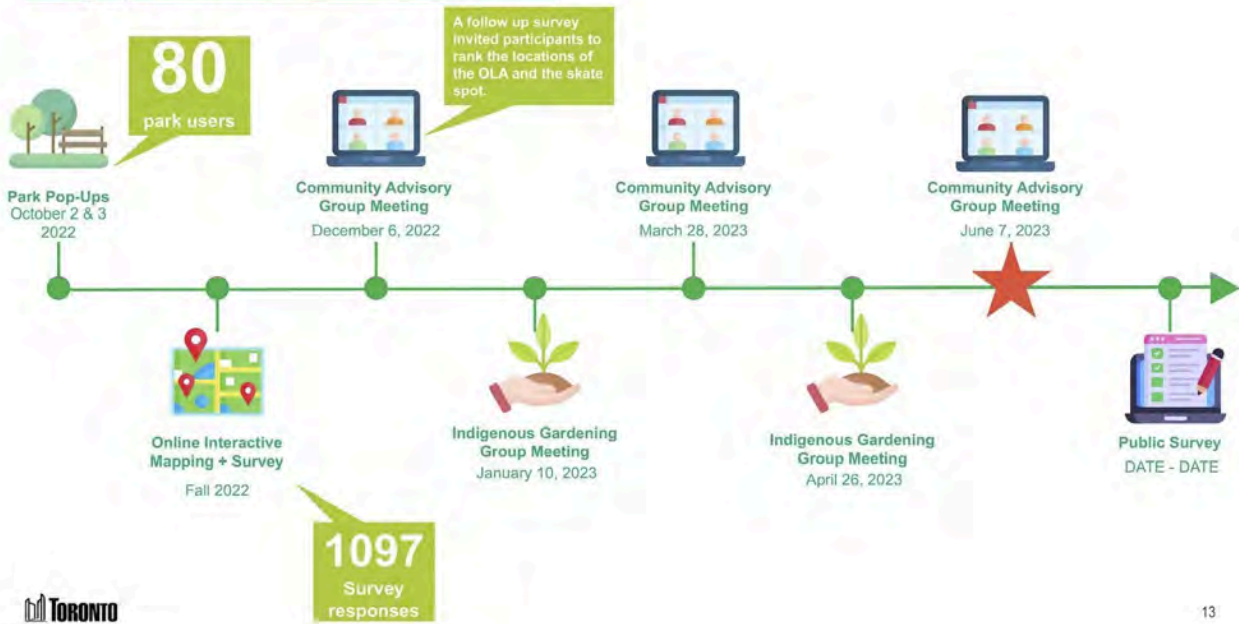 80
park users
A follow up survey
invited participants to
rank the locations of
the OLA and the skate
spot.
Park Pop-Ups
October 2 & 3
2022
Community Advisory
Group Meeting
December 6, 2022
Community Advisory
Group Meeting
March 28, 2023
Community Advisory
Group Meeting
June 7, 2023
Online Interactive
Mapping + Survey
Fall 2022
Indigenous Gardening
Group Meeting
January 10, 2023
Indigenous Gardening
Group Meeting
April 26, 2023
Public Survey
DATE - DATE
1097
Survey
responses
TORONTO
13